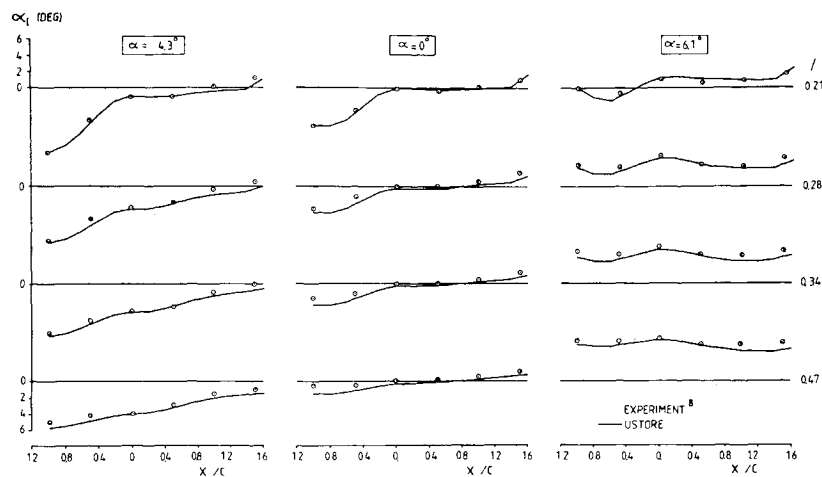 α₁ (DEG)
α = 4.3° α = 0° α = 6.1°
6
4
2
0
/
0.21
0 0.28
0 0.34
0 0.47
2
4
6
EXPERIMENT⁸
USTORE
1.2 0.8 0.4 0. 0.4 0.8 1.2 1.6 1.2 0.8 0.4 0. 0.4 0.8 1.2 1.6 1.2 0.8 0.4 0. 0.4 0.8 1.2 1.6
X /C X /C X /C